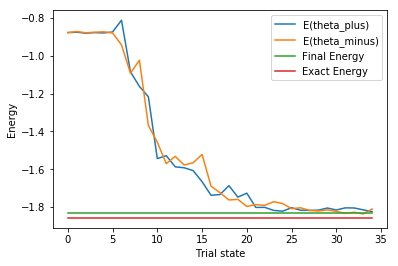 −0.8
−1.0
−1.2
−1.4
−1.6
−1.8
Energy
0
5
10
15
20
25
30
35
Trial state
E(theta_plus)
E(theta_minus)
Final Energy
Exact Energy